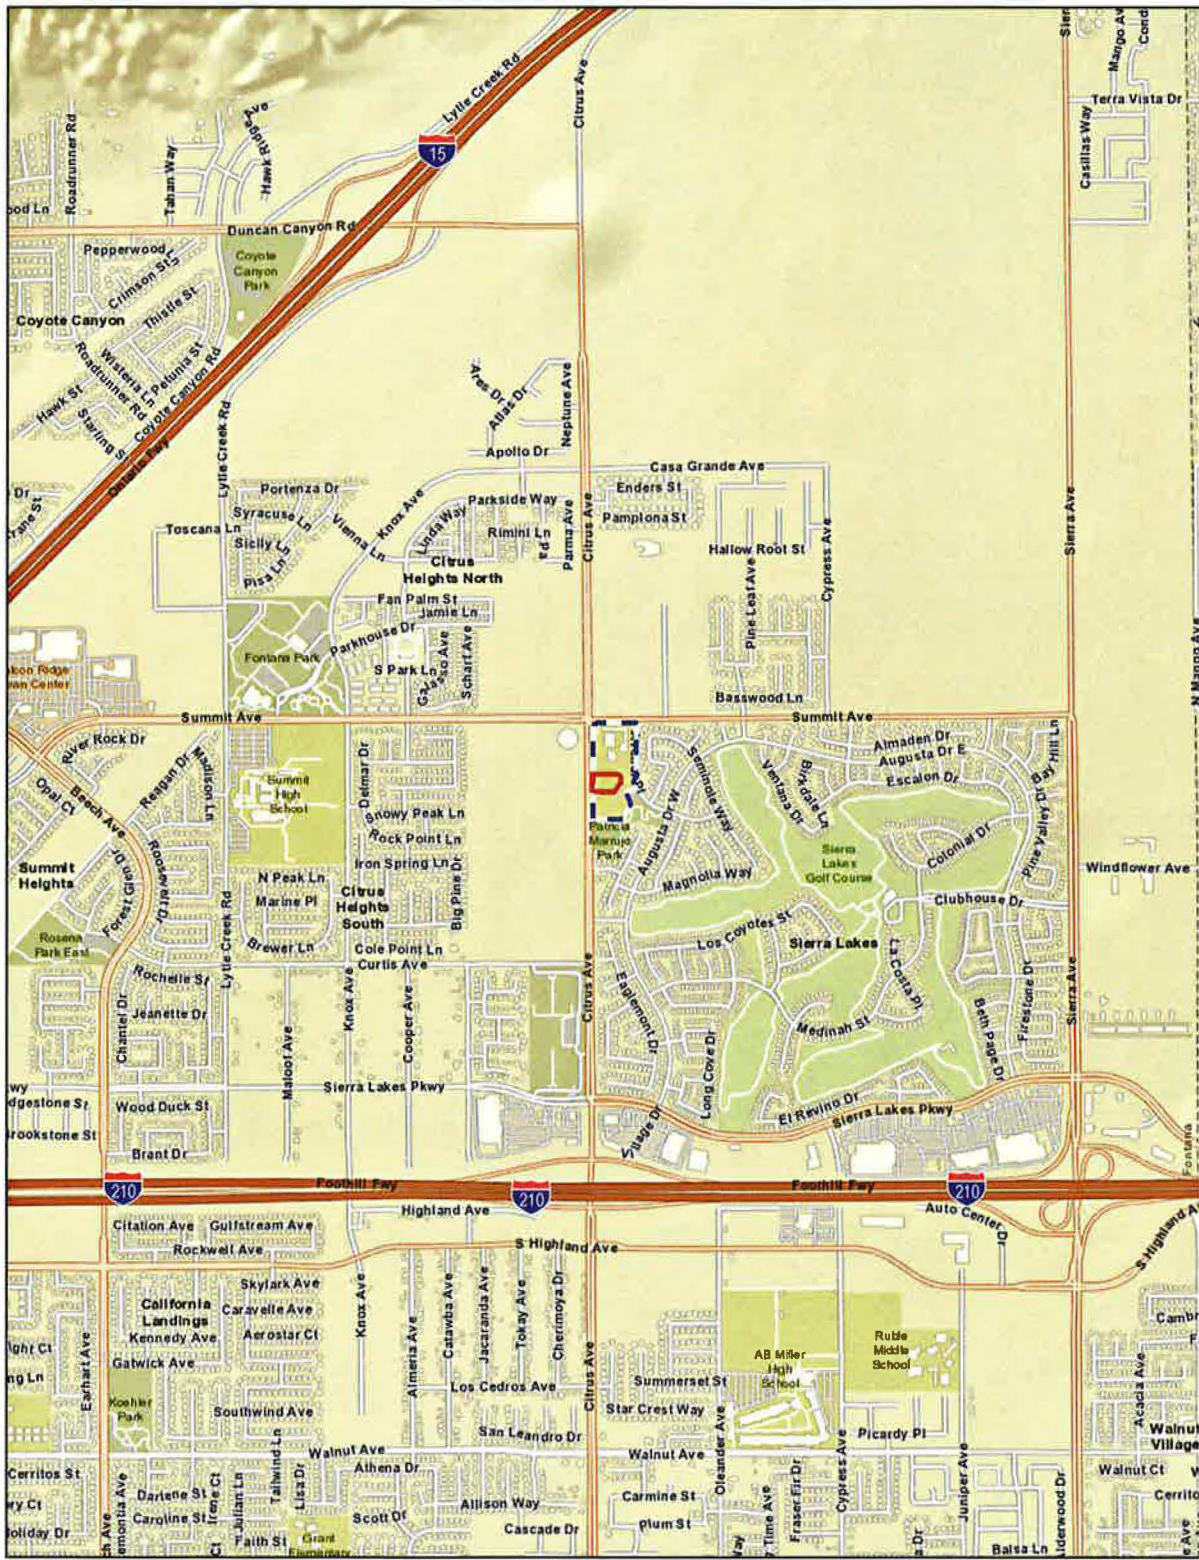 Lytle Creek Rd
Citrus Ave
Mango Av
Terra Vista Dr
Casillas Way
Roadrunner Rd
Tahan Way
Hawk Ridge Ave
15
Duncan Canyon Rd
Pepperwood
Coyote
Canyon
Park
Crimson St
Thistle St
Coyote Canyon
Wisteria Ln
Petunia St
Roadrunner Rd
Coyote Canyon Rd
Hawk St
Starling St
Ontario Fwy
Lytle Creek Rd
Ares Dr
Atlas Dr
Neptune Ave
Apollo Dr
Casa Grande Ave
Portenza Dr
Knox Ave
Parkside Way
Enders St
Syracuse Ln
Vienna Ln
Linda Way
Rimini Ln
Parma Ave
Citrus Ave
Pamplona St
Toscana Ln
Sicily Ln
Pisa Ln
Citrus
Heights North
Hallow Root St
Cypress Ave
Sierra Ave
Pine Leaf Ave
Fan Palm St
Jamie Ln
Parkhouse Dr
Fontana Park
S Park Ln
Galasso Ave
Schart Ave
Basswood Ln
N Mango Ave
Summit Ave
Summit Ave
River Rock Dr
Reagan Dr
Madison Ln
Opal Ct
Beech Ave
Summit
High
School
Delmar Dr
Snowy Peak Ln
Rock Point Ln
Iron Spring Ln
Patricia
Marrujo
Park
Augusta Dr W
Seminole Way
Ventana Dr
Birkdale Ln
Almaden Dr
Augusta Dr E
Escalon Dr
Bay Hill Ln
Pine Valley Dr
Colonial Dr
Sierra
Lakes
Golf Course
Windflower Ave
Summit
Heights
Forest Glen Dr
Roosevelt Dr
N Peak Ln
Marine Pl
Citrus
Heights
South
Big Pine Dr
Magnolia Way
Clubhouse Dr
Rosena
Park East
Lytle Creek Rd
Brewer Ln
Cole Point Ln
Curtis Ave
Los Coyotes St
Sierra Lakes
La Costa Pl
Rochelle St
Jeanette Dr
Chantel Dr
Knox Ave
Cooper Ave
Maloof Ave
Citrus Ave
Eaglemont Dr
Medinah St
Beth Page Dr
Firestone Dr
Sierra Ave
Long Cove Dr
Sierra Lakes Pkwy
Wood Duck St
Brant Dr
Village Dr
El Revino Dr
Sierra Lakes Pkwy
Fontana
210
Foothill Fwy
210
Foothill Fwy
210
Highland Ave
Auto Center Dr
Citation Ave
Gulfstream Ave
Rockwell Ave
S Highland Ave
Skylark Ave
California
Landings
Caravelle Ave
Kennedy Ave
Aerostar Ct
Gatwick Ave
Earhart Ave
Knox Ave
Almeria Ave
Catawba Ave
Jacaranda Ave
Tokay Ave
Cherimoya Dr
Citrus Ave
Los Cedros Ave
Summerset St
AB Miller
High
School
Ruble
Middle
School
Acacia Ave
Koehler
Park
Southwind Ave
San Leandro Dr
Star Crest Way
Oleander Ave
Picardy Pl
Walnut
Village
Walnut Ave
Walnut Ave
Cerritos St
Athena Dr
Tailwind Ln
Lisa Dr
Cypress Ave
Juniper Ave
Walnut Ct
Darlene St
Irene Ct
Julian Ln
Caroline St
Allison Way
Carmine St
Fraser Fir Dr
Faith St
Grant
Elementary
Scott Dr
Cascade Dr
Plum St
Balsa Ln